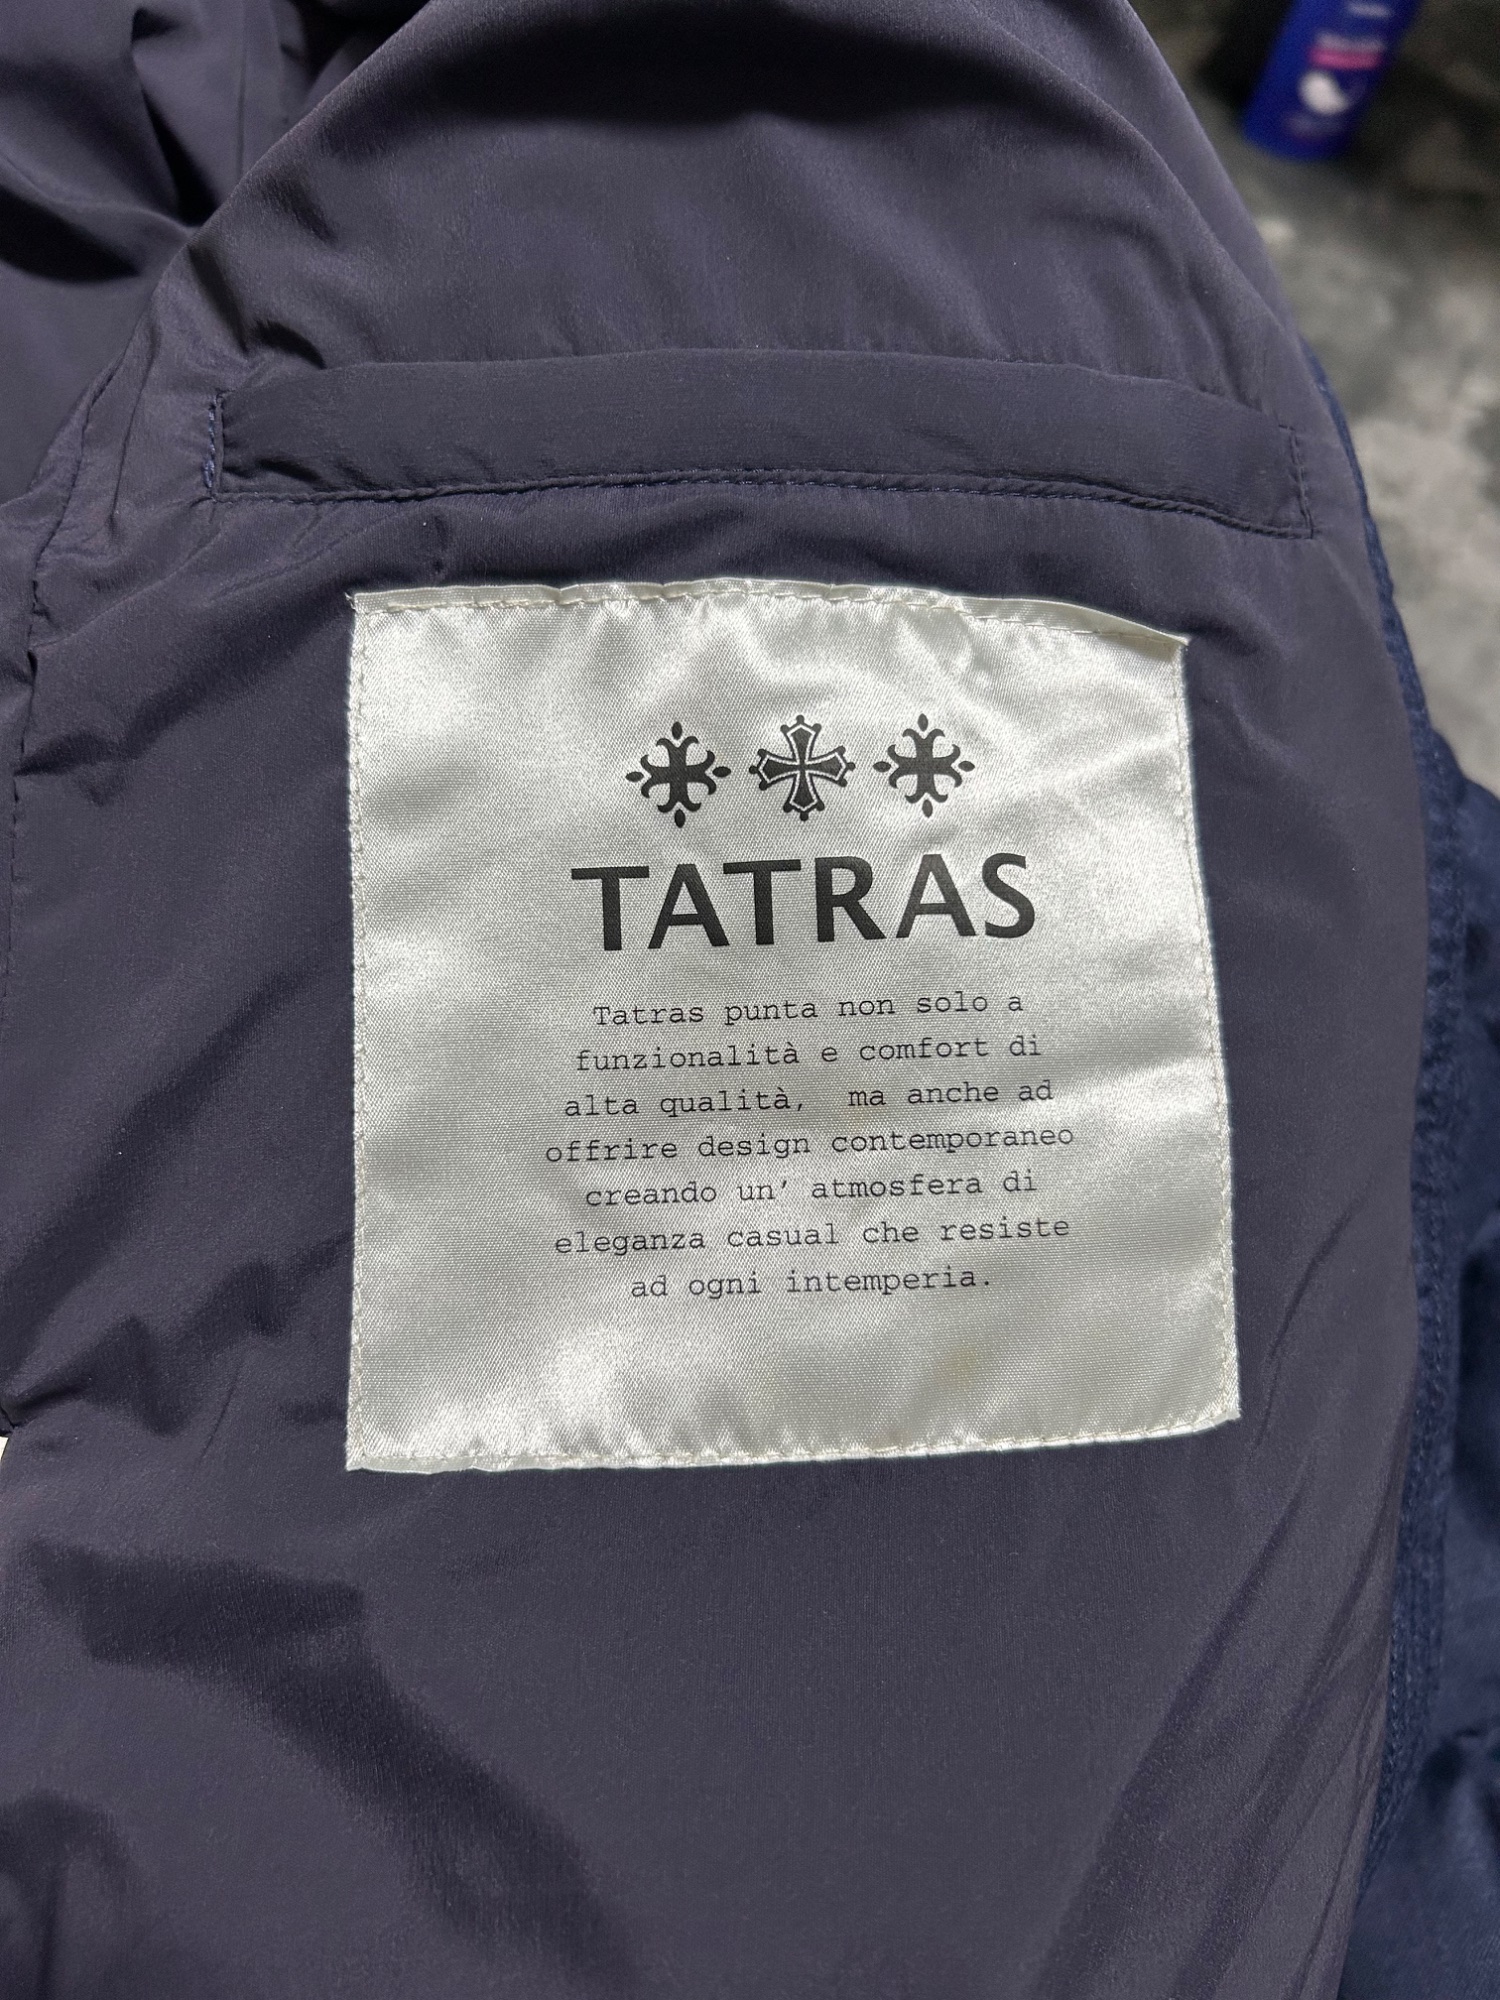 TATRAS
Tatras punta non solo a
funzionalità e comfort di
alta qualità, ma anche ad
offrire design contemporaneo
creando un' atmosfera di
eleganza casual che resiste
ad ogni intemperia.